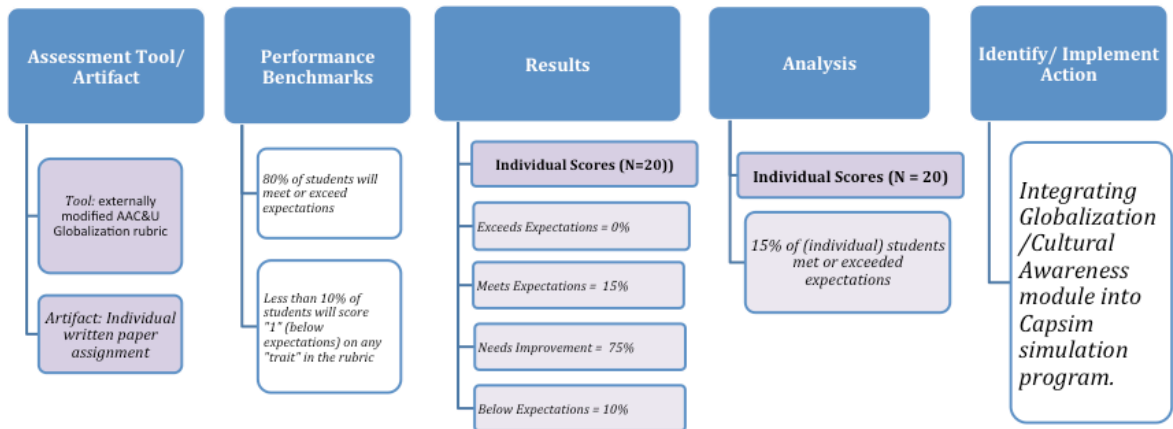 Assessment Tool/
Artifact
Tool: externally
modified AAC&U
Globalization rubric
Artifact: Individual
written paper
assignment
Performance
Benchmarks
80% of students will
meet or exceed
expectations
Less than 10% of
students will score
"1" (below
expectations) on any
"trait" in the rubric
Results
Individual Scores (N=20))
Exceeds Expectations = 0%
Meets Expectations = 15%
Needs Improvement = 75%
Below Expectations = 10%
Analysis
Individual Scores (N = 20)
15% of (individual) students
met or exceeded
expectations
Identify/ Implement
Action
Integrating
Globalization
/Cultural
Awareness
module into
Capsim
simulation
program.